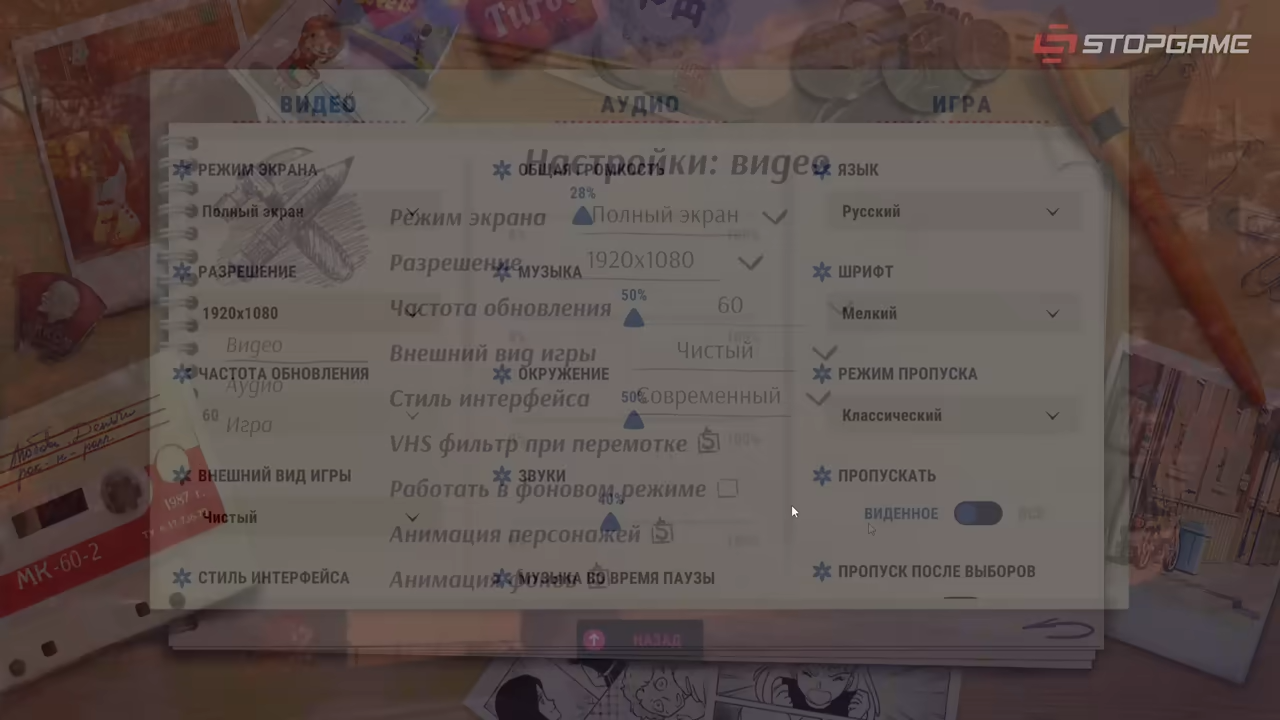 Turbo
STOPGAME
ВИДЕО
АУДИО
ИГРА
Настройки: видео
РЕЖИМ ЭКРАНА
Полный экран
РАЗРЕШЕНИЕ
1920x1080
ЧАСТОТА ОБНОВЛЕНИЯ
60
ВНЕШНИЙ ВИД ИГРЫ
Чистый
СТИЛЬ ИНТЕРФЕЙСА
ОБЩАЯ ГРОМКОСТЬ
28%
МУЗЫКА
50%
ОКРУЖЕНИЕ
50%
ЗВУКИ
40%
МУЗЫКА ВО ВРЕМЯ ПАУЗЫ
ЯЗЫК
Русский
ШРИФТ
Мелкий
РЕЖИМ ПРОПУСКА
Классический
ПРОПУСКАТЬ
ВИДЕННОЕ
ПРОПУСК ПОСЛЕ ВЫБОРОВ
Видео
Аудио
Игра
Режим экрана
Полный экран
Разрешение
1920x1080
Частота обновления
60
Внешний вид игры
Чистый
Стиль интерфейса
Современный
VHS фильтр при перемотке
Работать в фоновом режиме
Анимация персонажей
Анимация фонов
НАЗАД
1987 г.
МК-60-2